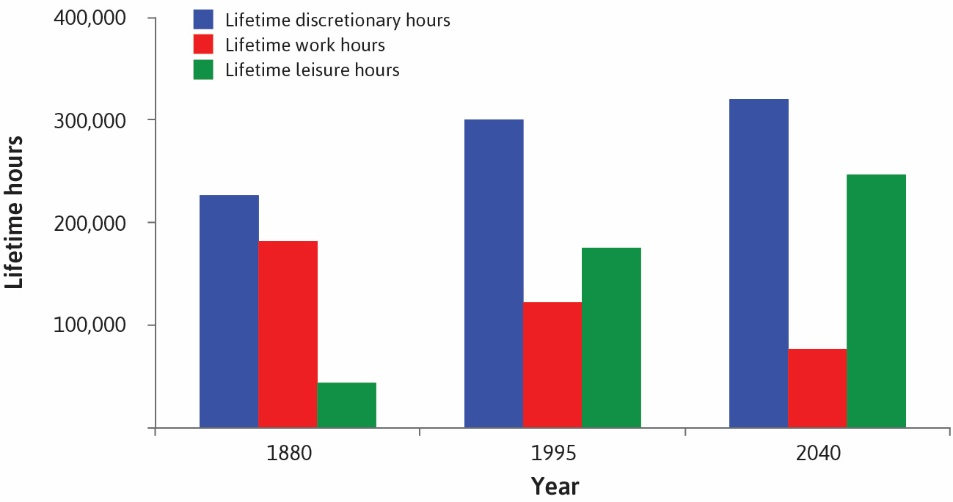 400,000
Lifetime discretionary hours
Lifetime work hours
Lifetime leisure hours
300,000
200,000
100,000
Lifetime hours
1880
1995
2040
Year